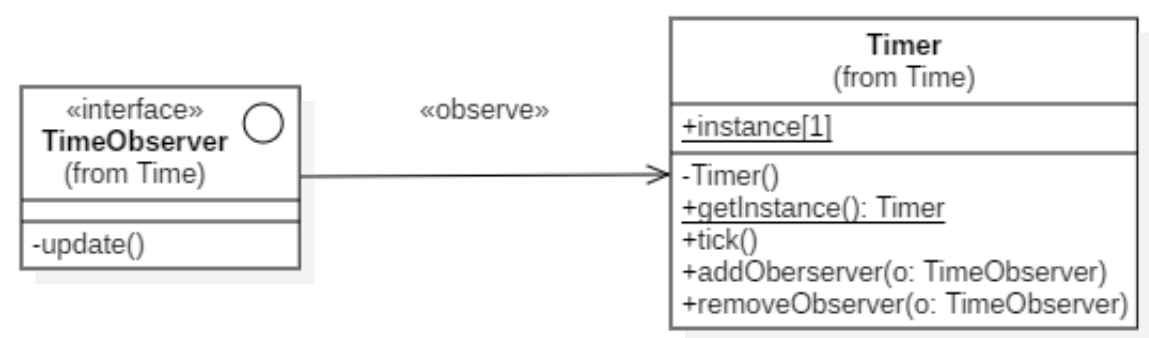 «interface»
TimeObserver
(from Time)
-update()
«observe»
Timer
(from Time)
+instance[1]
-Timer()
+getInstance(): Timer
+tick()
+addOberserver(o: TimeObserver)
+removeObserver(o: TimeObserver)